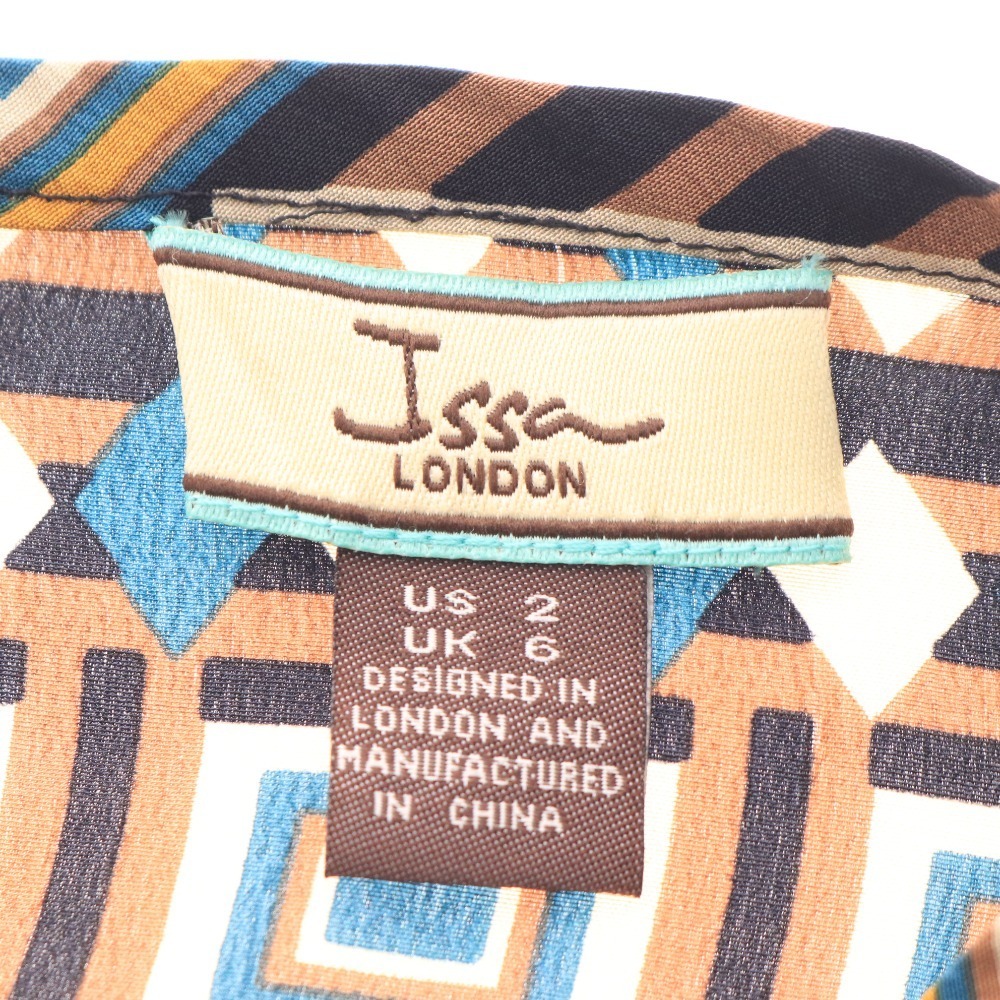 Issa
LONDON
US 2
UK 6
DESIGNED IN
LONDON AND
MANUFACTURED
IN CHINA